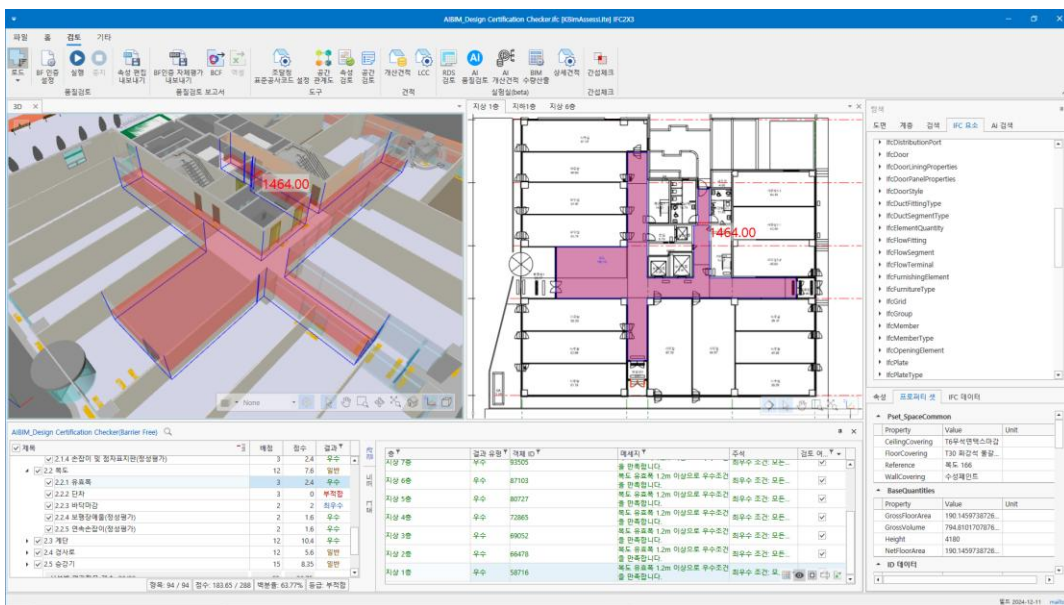 AIBIM_Design Certification Checker.ifc [KBimAssessLite] IFC2X3
파일 홈 검토 기타
로드 BF 인증 설정 실행 중지 속성 편집 내보내기 BF인증 자체평가 내보내기 BCF 엑셀 조달청 표준공사코드 설정 공간 관계도 속성 검토 공간 검토 개산견적 LCC RDS 검토 AI 품질검토 AI 개산견적 BIM 수량산출 상세견적 간섭체크
품질검토 품질검토 보고서 도구 견적 실험실(beta) 간섭체크
3D
지상 1층 지하1층 지상 6층
탐색
도면 계층 검색 IFC 요소 AI 검색
IfcDistributionPort
IfcDoor
IfcDoorLiningProperties
IfcDoorPanelProperties
IfcDoorStyle
IfcDuctFittingType
IfcDuctSegmentType
IfcElementQuantity
IfcFlowFitting
IfcFlowSegment
IfcFlowTerminal
IfcFurnishingElement
IfcFurnitureType
IfcGrid
IfcGroup
IfcMember
IfcMemberType
IfcOpeningElement
IfcPlate
IfcPlateType
1464.00
1464.00
None
속성 프로퍼티 셋 IFC 데이터
Pset_SpaceCommon
Property Value Unit
CeilingCovering T6무석면텍스마감
FloorCovering T30 화강석 물갈...
Reference 복도 166
WallCovering 수성페인트
BaseQuantities
Property Value Unit
GrossFloorArea 190.1459738726...
GrossVolume 794.8101707876...
Height 4180
NetFloorArea 190.1459738726...
ID 데이터
Property Value Unit
AIBIM_Design Certification Checker(Barrier Free)
제목 배점 점수 결과
2.1.4 손잡이 및 점자표지판(정성평가) 3 2.4 우수
2.2 복도 12 7.6 일반
2.2.1 유효폭 3 2.4 우수
2.2.2 단차 3 0 부적합
2.2.3 바닥마감 2 2 최우수
2.2.4 보행장애물(정성평가) 2 1.6 우수
2.2.5 연속손잡이(정성평가) 2 1.6 우수
2.3 계단 12 10.4 우수
2.4 경사로 12 5.6 일반
2.5 승강기 15 8.35 일반
항목: 94 / 94 점수: 183.65 / 288 백분율: 63.77% 등급: 부적합
층 결과 유형 객체 ID 메세지 주석 검토 여...
지상 7층 우수 93505 복도 유효폭 1.2m 이상으로 우수조건을 만족합니다. 최우수 조건: 모든...
지상 6층 우수 87103 복도 유효폭 1.2m 이상으로 우수조건을 만족합니다. 최우수 조건: 모든...
지상 5층 우수 80727 복도 유효폭 1.2m 이상으로 우수조건을 만족합니다. 최우수 조건: 모든...
지상 4층 우수 72865 복도 유효폭 1.2m 이상으로 우수조건을 만족합니다. 최우수 조건: 모든...
지상 3층 우수 69052 복도 유효폭 1.2m 이상으로 우수조건을 만족합니다. 최우수 조건: 모든...
지상 2층 우수 66478 복도 유효폭 1.2m 이상으로 우수조건을 만족합니다. 최우수 조건: 모든...
지상 1층 우수 58716 복도 유효폭 1.2m 이상으로 우수조건을 만족합니다. 최우수 조건: 모...
빌드 2024-12-11